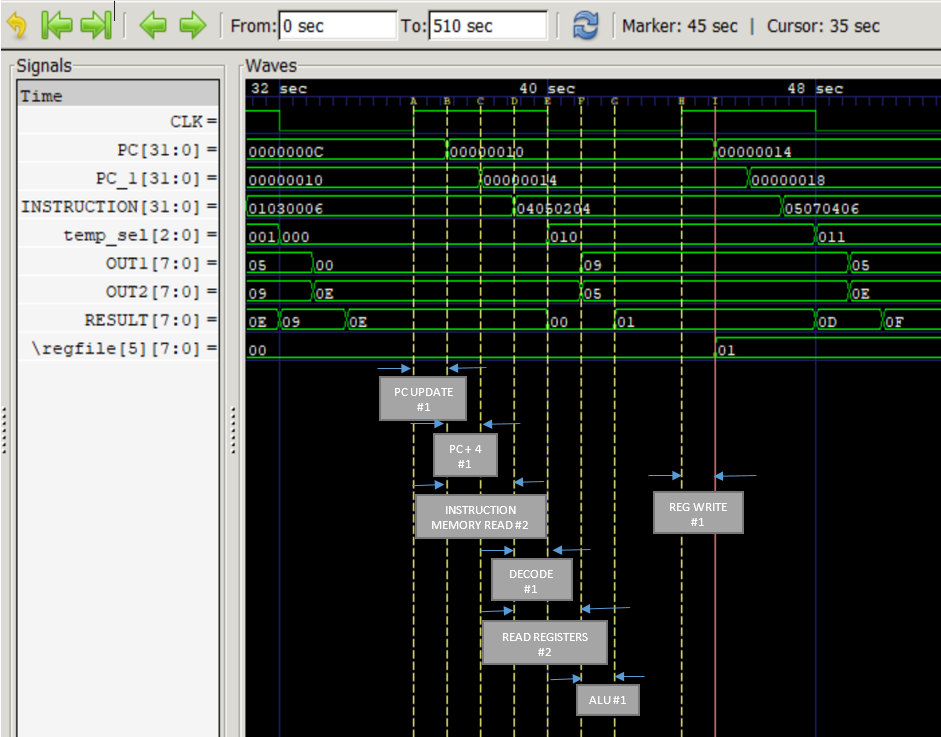 From: 0 sec To: 510 sec Marker: 45 sec | Cursor: 35 sec
Signals Waves
Time 32 sec 40 sec 48 sec
A B C D E F G H I
CLK =
PC[31:0] = 0000000C 00000010 00000014
PC_1[31:0] = 00000010 00000014 00000018
INSTRUCTION[31:0] = 01030006 04050204 05070406
temp_sel[2:0] = 001 000 010 011
OUT1[7:0] = 05 00 09 05
OUT2[7:0] = 09 0E 05 0E
RESULT[7:0] = 0E 09 0E 00 01 0D 0F
\regfile[5][7:0] = 00 01
PC UPDATE
#1
PC + 4
#1
INSTRUCTION
MEMORY READ #2
REG WRITE
#1
DECODE
#1
READ REGISTERS
#2
ALU #1